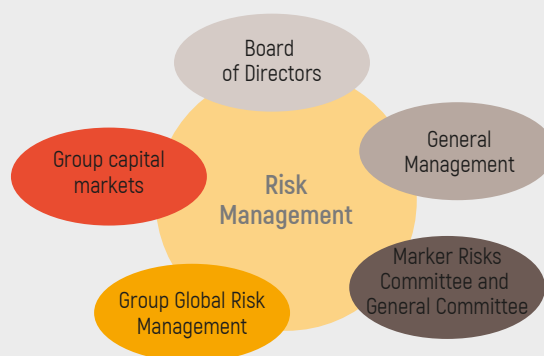 Board
of Directors
General
Management
Group capital
markets
Risk
Management
Marker Risks
Committee and
General Committee
Group Global Risk
Management